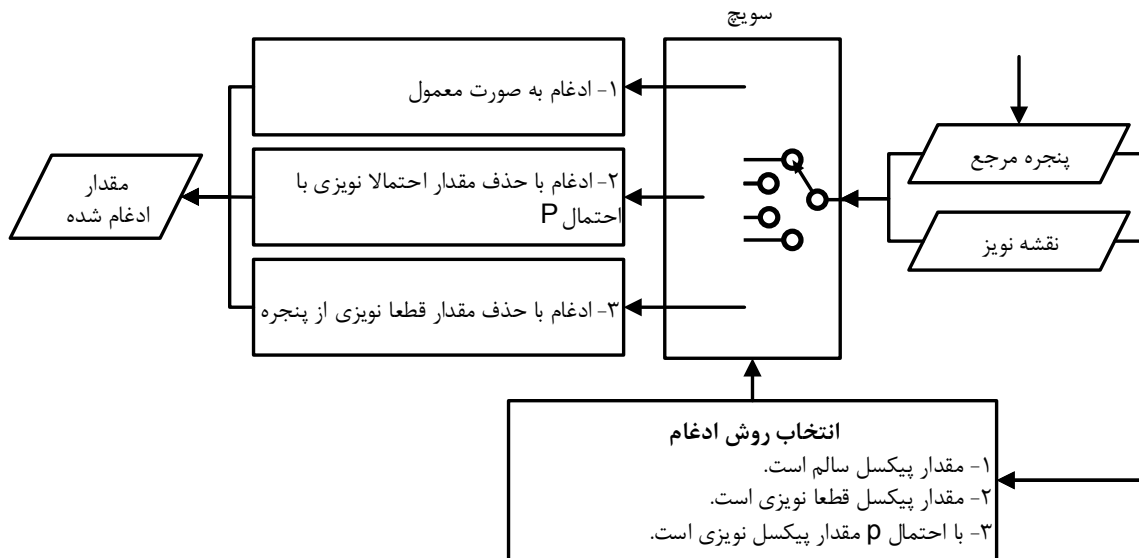 سویچ
پنجره مرجع
نقشه نویز
۱- ادغام به صورت معمول
۲- ادغام با حذف مقدار احتمالا نویزی با
احتمال P
۳- ادغام با حذف مقدار قطعا نویزی از پنجره
مقدار
ادغام شده
انتخاب روش ادغام
۱- مقدار پیکسل سالم است.
۲- مقدار پیکسل قطعا نویزی است.
۳- با احتمال p مقدار پیکسل نویزی است.